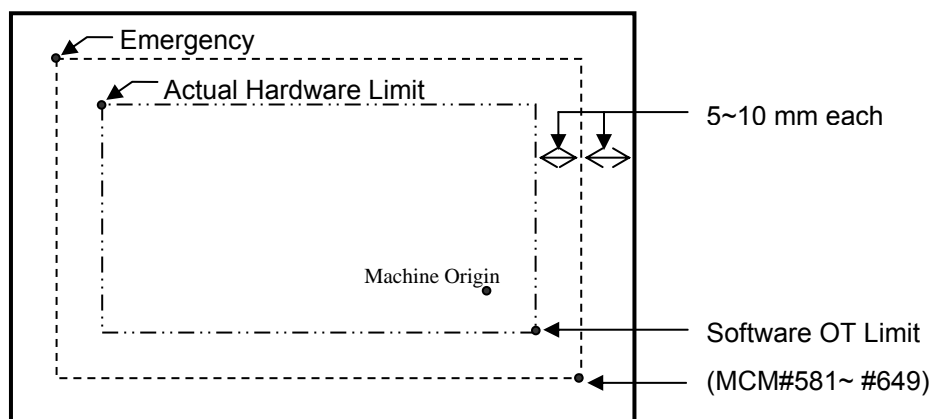 Emergency
Actual Hardware Limit
5~10 mm each
Machine Origin
Software OT Limit
(MCM#581~ #649)